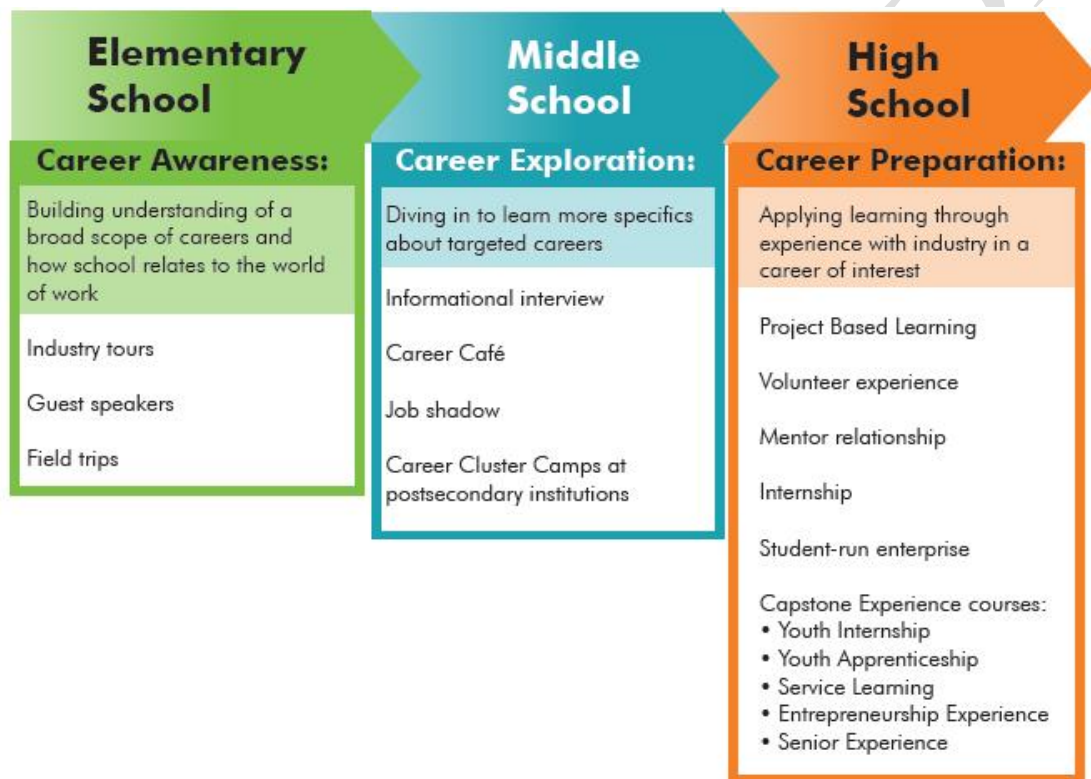 Elementary
School
Career Awareness:
Building understanding of a
broad scope of careers and
how school relates to the world
of work
Industry tours
Guest speakers
Field trips
Middle
School
Career Exploration:
Diving in to learn more specifics
about targeted careers
Informational interview
Career Café
Job shadow
Career Cluster Camps at
postsecondary institutions
High
School
Career Preparation:
Applying learning through
experience with industry in a
career of interest
Project Based Learning
Volunteer experience
Mentor relationship
Internship
Student-run enterprise
Capstone Experience courses:
• Youth Internship
• Youth Apprenticeship
• Service Learning
• Entrepreneurship Experience
• Senior Experience